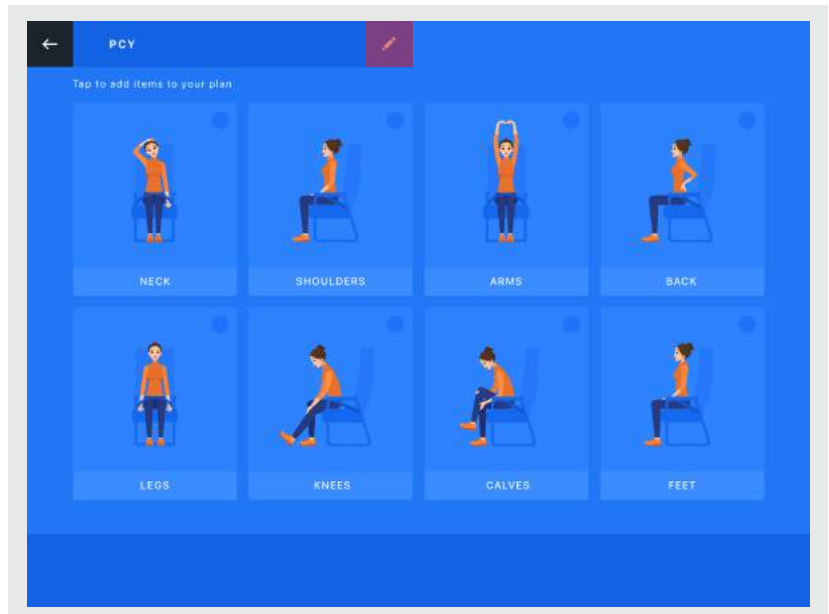 PCY
Tap to add items to your plan
NECK
SHOULDERS
ARMS
BACK
LEGS
KNEES
CALVES
FEET